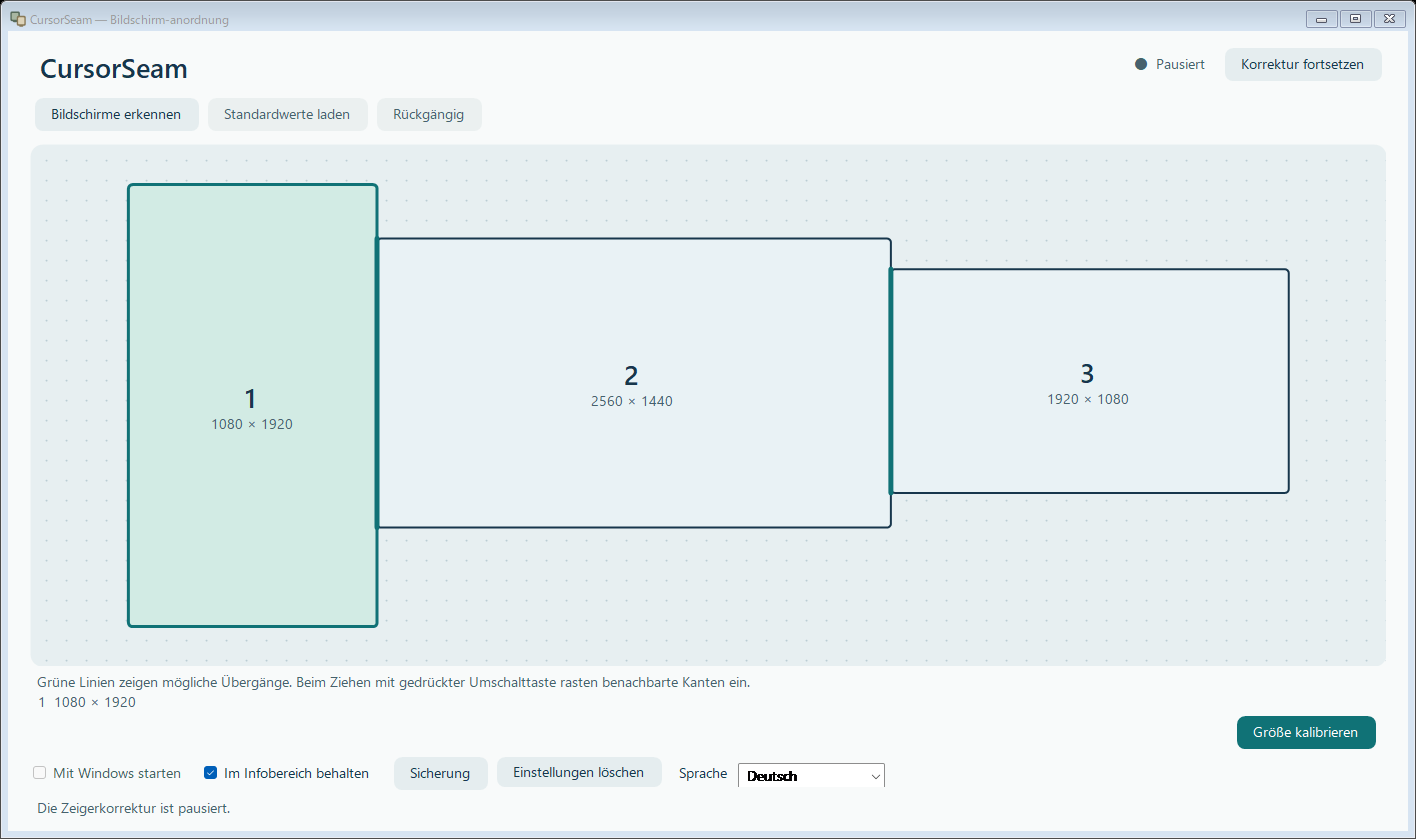 CursorSeam — Bildschirm-anordnung
CursorSeam
Pausiert
Korrektur fortsetzen
Bildschirme erkennen
Standardwerte laden
Rückgängig
1
1080 × 1920
2
2560 × 1440
3
1920 × 1080
Grüne Linien zeigen mögliche Übergänge. Beim Ziehen mit gedrückter Umschalttaste rasten benachbarte Kanten ein.
1 1080 × 1920
Größe kalibrieren
Mit Windows starten
Im Infobereich behalten
Sicherung
Einstellungen löschen
Sprache
Deutsch
Die Zeigerkorrektur ist pausiert.